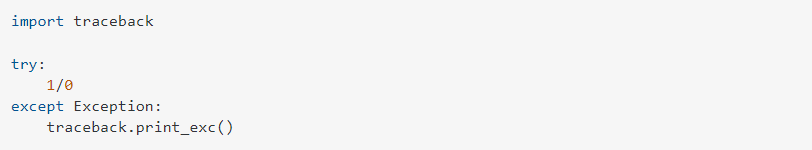 import traceback

try:
    1/0
except Exception:
    traceback.print_exc()